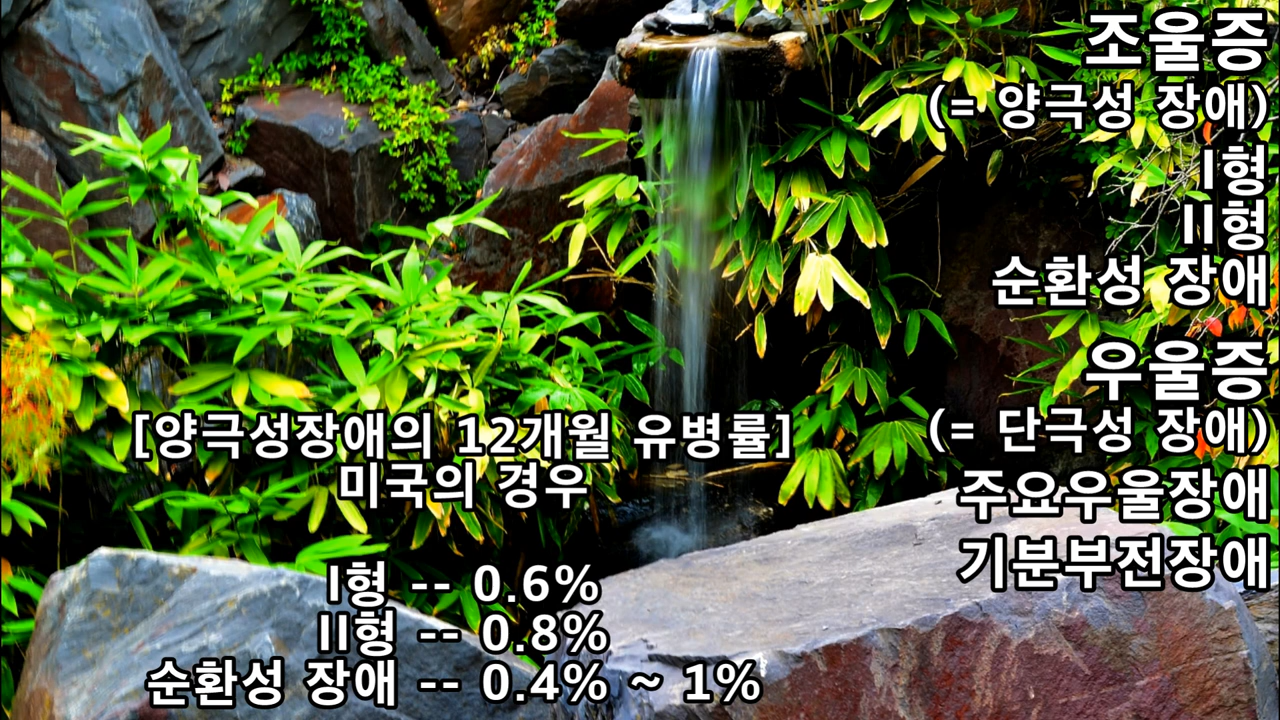 조울증
(= 양극성 장애)
I형
II형
순환성 장애
우울증
(= 단극성 장애)
주요우울장애
기분부전장애
[양극성장애의 12개월 유병률]
미국의 경우
I형 -- 0.6%
II형 -- 0.8%
순환성 장애 -- 0.4% ~ 1%